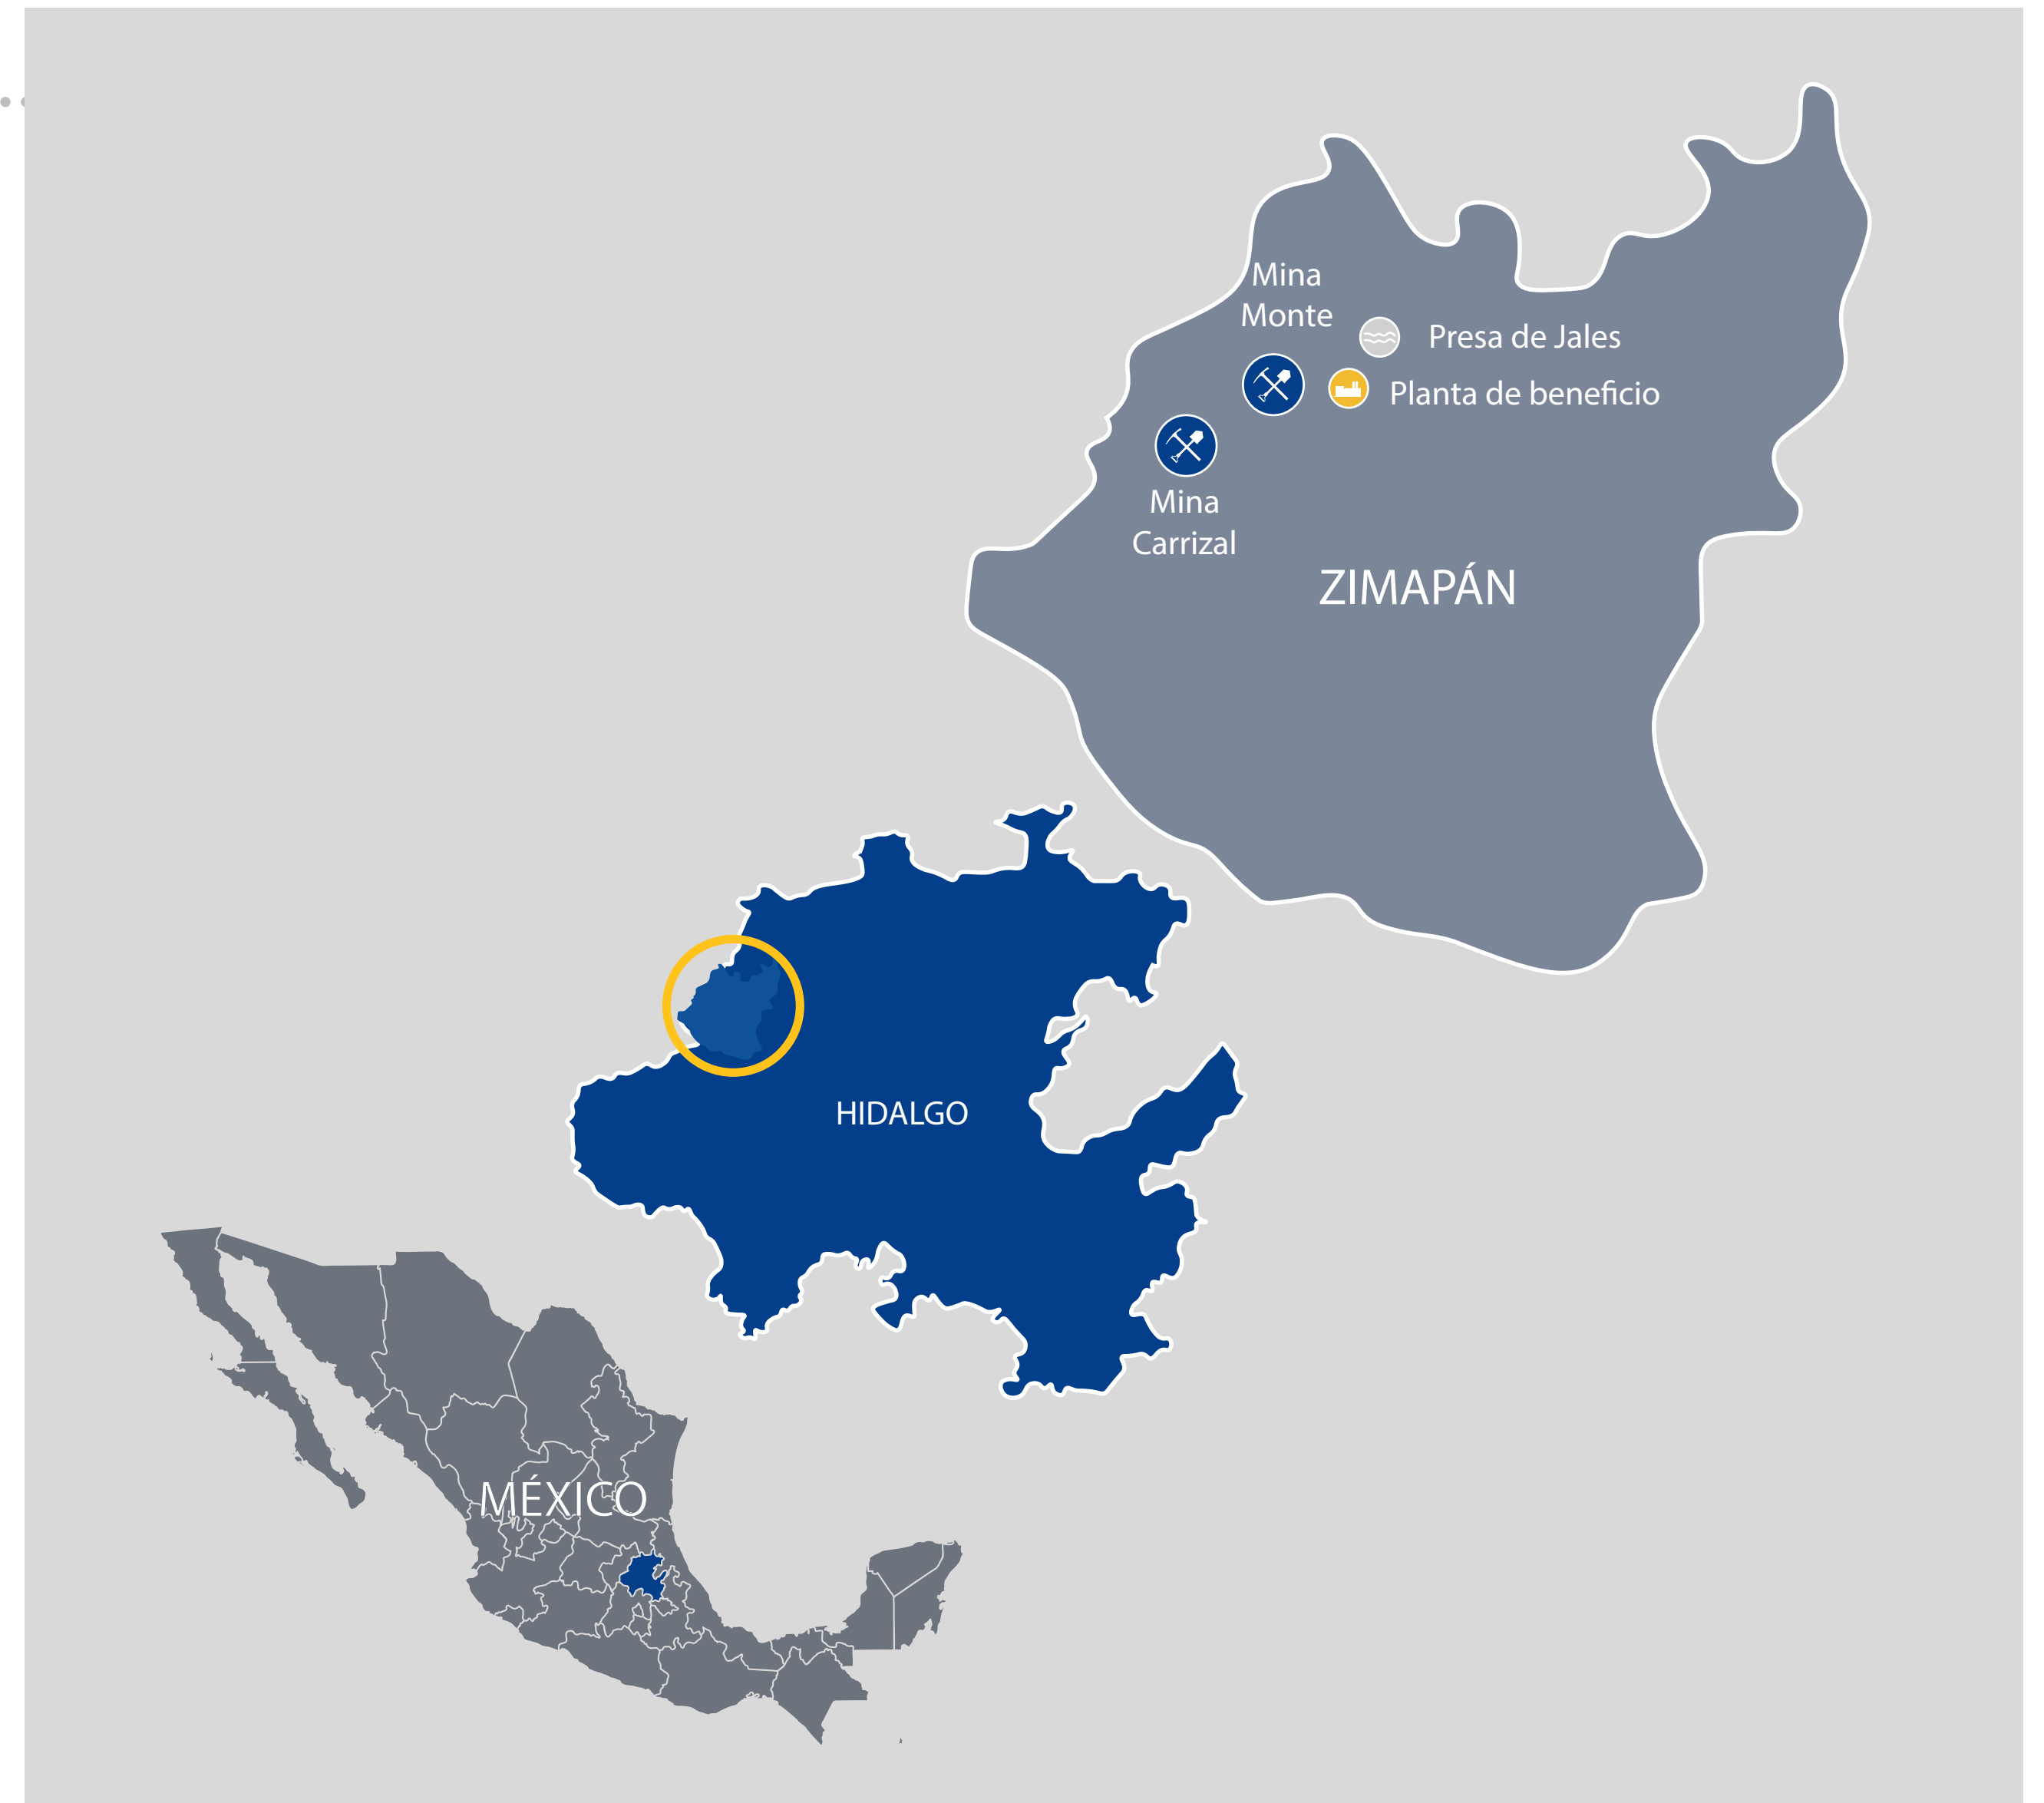 Mina
Monte
Presa de Jales
Planta de beneficio
Mina
Carrizal
ZIMAPÁN
HIDALGO
MÉXICO